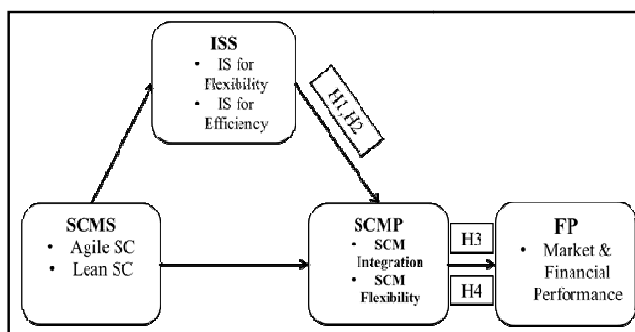 ISS
• IS for
Flexibility
• IS for
Efficiency
H1,H2
SCMS
• Agile SC
• Lean SC
SCMP
• SCM
Integration
• SCM
Flexibility
H3
H4
FP
• Market &
Financial
Performance